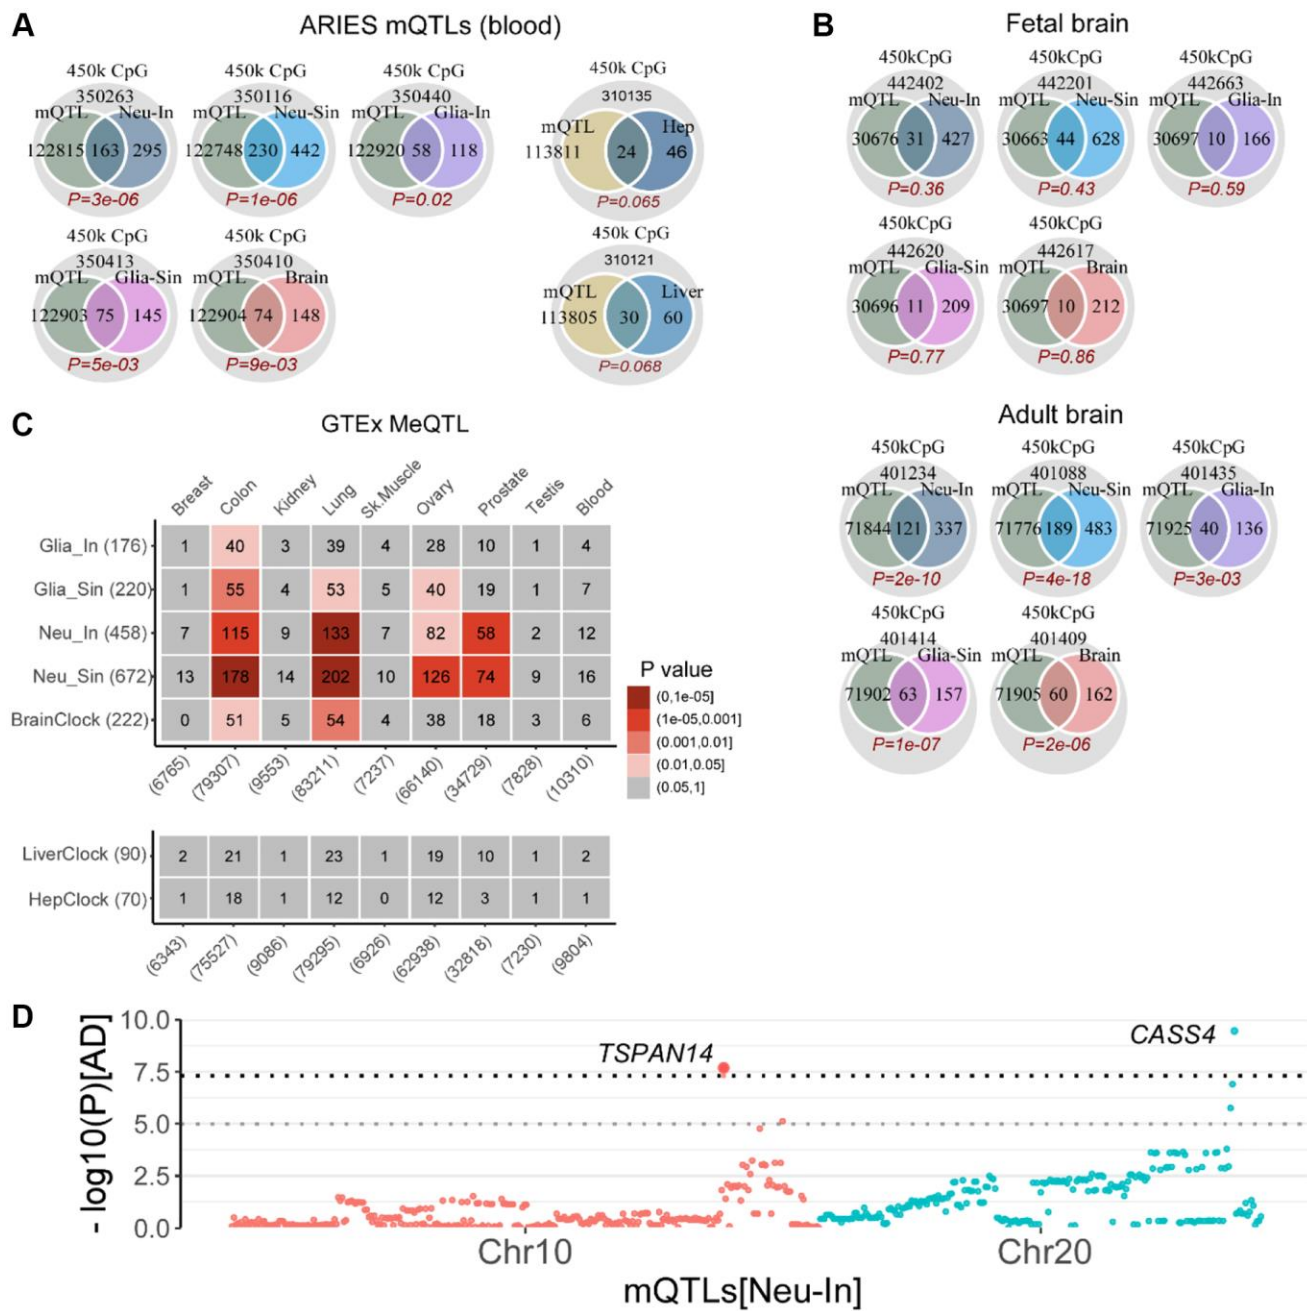 A
ARIES mQTLs (blood)
450k CpG
350263
mQTL
Neu-In
122815 163 295
P=3e-06
450k CpG
350116
mQTL
Neu-Sin
122748 230 442
P=1e-06
450k CpG
350440
mQTL
Glia-In
122920 58 118
P=0.02
450k CpG
310135
mQTL
Hep
113811 24 46
P=0.065
450k CpG
350413
mQTL
Glia-Sin
122903 75 145
P=5e-03
450k CpG
350410
mQTL
Brain
122904 74 148
P=9e-03
450k CpG
310121
mQTL
Liver
113805 30 60
P=0.068
B
Fetal brain
450kCpG
442402
mQTL
Neu-In
30676 31 427
P=0.36
450kCpG
442201
mQTL
Neu-Sin
30663 44 628
P=0.43
450kCpG
442663
mQTL
Glia-In
30697 10 166
P=0.59
450kCpG
442620
mQTL
Glia-Sin
30696 11 209
P=0.77
450kCpG
442617
mQTL
Brain
30697 10 212
P=0.86
Adult brain
450kCpG
401234
mQTL
Neu-In
71844 121 337
P=2e-10
450kCpG
401088
mQTL
Neu-Sin
71776 189 483
P=4e-18
450kCpG
401435
mQTL
Glia-In
71925 40 136
P=3e-03
450kCpG
401414
mQTL
Glia-Sin
71902 63 157
P=1e-07
450kCpG
401409
mQTL
Brain
71905 60 162
P=2e-06
C
GTEx MeQTL
Breast Colon Kidney Lung Sk.Muscle Ovary Prostate Testis Blood
Glia_In (176) 1 40 3 39 4 28 10 1 4
Glia_Sin (220) 1 55 4 53 5 40 19 1 7
Neu_In (458) 7 115 9 133 7 82 58 2 12
Neu_Sin (672) 13 178 14 202 10 126 74 9 16
BrainClock (222) 0 51 5 54 4 38 18 3 6
(6765) (79307) (9553) (83211) (7237) (66140) (34729) (7828) (10310)
P value
(0,1e-05]
(1e-05,0.001]
(0.001,0.01]
(0.01,0.05]
(0.05,1]
LiverClock (90) 2 21 1 23 1 19 10 1 2
HepClock (70) 1 18 1 12 0 12 3 1 1
(6343) (75527) (9086) (79295) (6926) (62938) (32818) (7230) (9804)
D
- log10(P)[AD]
10.0
7.5
5.0
2.5
0.0
TSPAN14
CASS4
Chr10
Chr20
mQTLs[Neu-In]